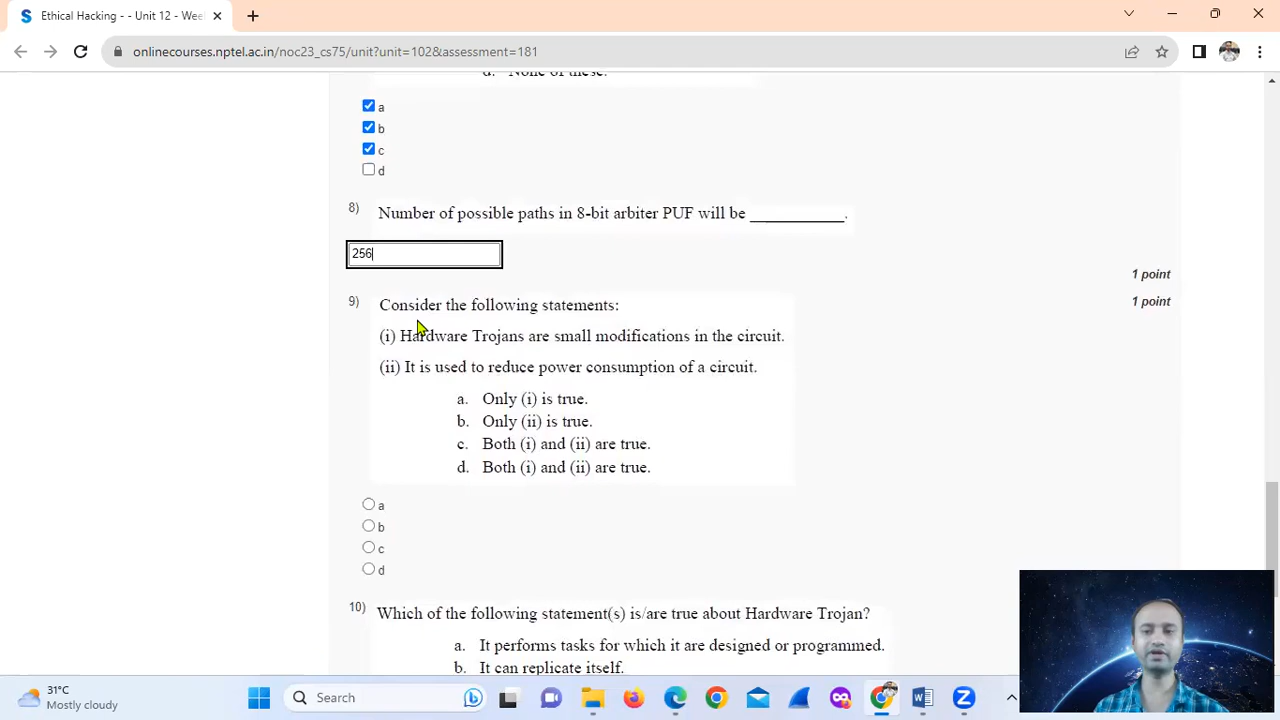 Ethical Hacking - - Unit 12 - Wee
onlinecourses.nptel.ac.in/noc23_cs75/unit?unit=102&assessment=181
d. None of these.
a
b
c
d
8) Number of possible paths in 8-bit arbiter PUF will be ___________.
256
1 point
9) Consider the following statements:
1 point
(i) Hardware Trojans are small modifications in the circuit.
(ii) It is used to reduce power consumption of a circuit.
a. Only (i) is true.
b. Only (ii) is true.
c. Both (i) and (ii) are true.
d. Both (i) and (ii) are true.
a
b
c
d
10) Which of the following statement(s) is/are true about Hardware Trojan?
a. It performs tasks for which it are designed or programmed.
b. It can replicate itself.
31°C
Mostly cloudy
Search